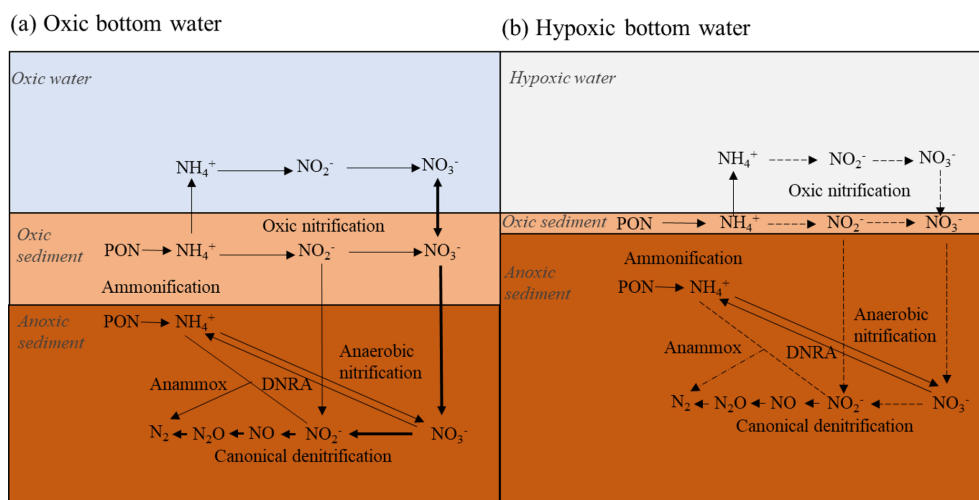 (a) Oxic bottom water
Oxic water
NH₄⁺ NO₂⁻ NO₃⁻
Oxic nitrification
Oxic
sediment
PON NH₄⁺ NO₂⁻ NO₃⁻
Ammonification
Anoxic
sediment
PON NH₄⁺
Anaerobic
nitrification
Anammox DNRA
N₂ N₂O NO NO₂⁻ NO₃⁻
Canonical denitrification
(b) Hypoxic bottom water
Hypoxic water
NH₄⁺ NO₂⁻ NO₃⁻
Oxic nitrification
Oxic sediment
PON NH₄⁺ NO₂⁻ NO₃⁻
Ammonification
Anoxic
sediment
PON NH₄⁺
Anaerobic
nitrification
Anammox DNRA
N₂ N₂O NO NO₂⁻ NO₃⁻
Canonical denitrification